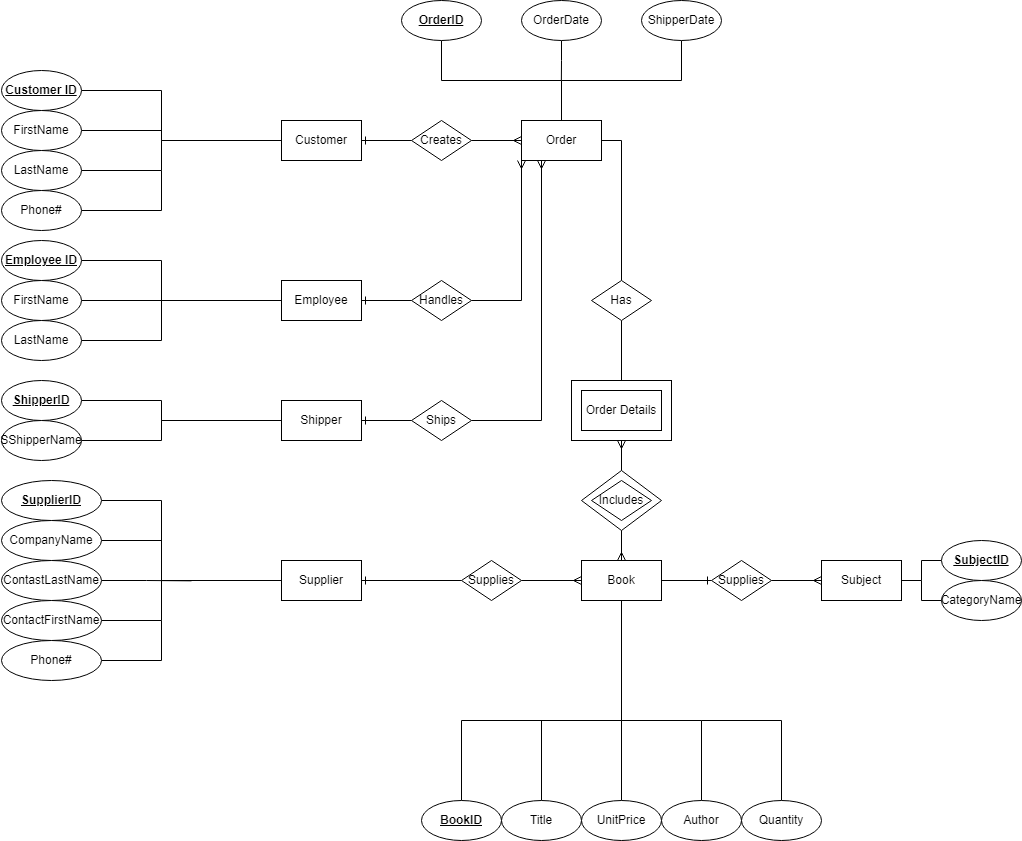 OrderID
OrderDate
ShipperDate
Customer ID
FirstName
LastName
Phone#
Customer
Creates
Order
Employee ID
FirstName
LastName
Employee
Handles
Has
ShipperID
SShipperName
Shipper
Ships
Order Details
SupplierID
CompanyName
ContastLastName
ContactFirstName
Phone#
Includes
Supplier
Supplies
Book
Supplies
Subject
SubjectID
CategoryName
BookID
Title
UnitPrice
Author
Quantity